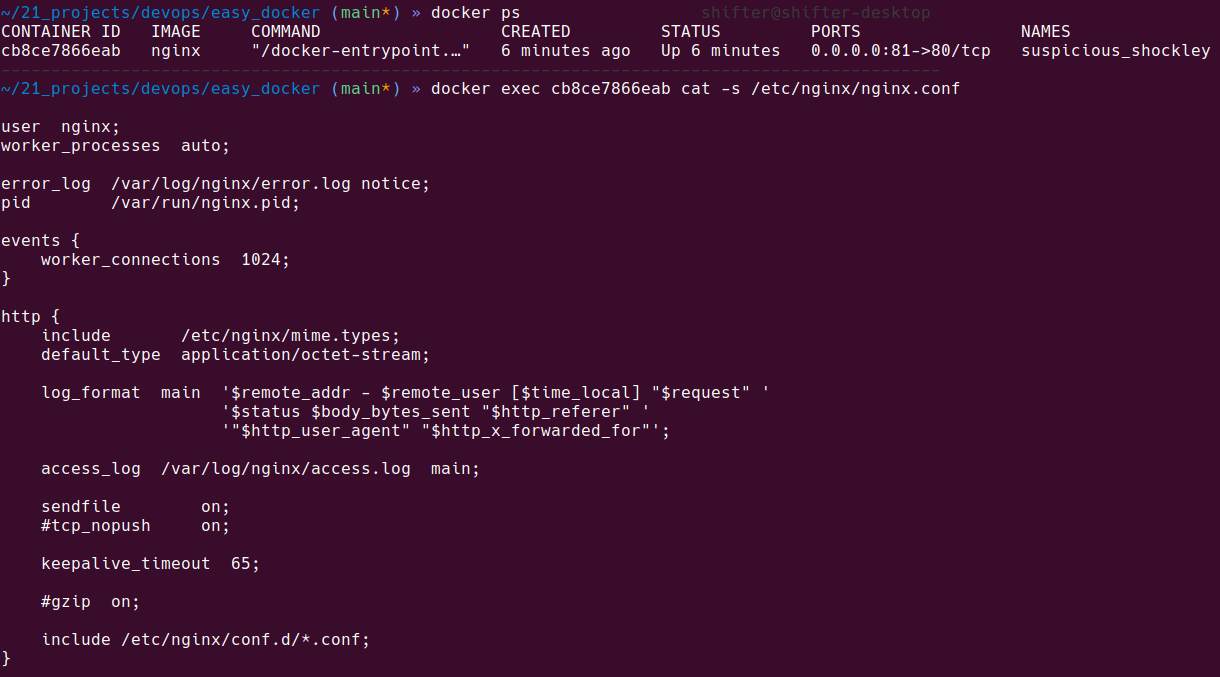 ~/21_projects/devops/easy_docker (main*) » docker ps shifter@shifter-desktop
CONTAINER ID   IMAGE     COMMAND                  CREATED         STATUS         PORTS                NAMES
cb8ce7866eab   nginx     "/docker-entrypoint.…"   6 minutes ago   Up 6 minutes   0.0.0.0:81->80/tcp   suspicious_shockley
----------------------------------------------------------------------------------------------
~/21_projects/devops/easy_docker (main*) » docker exec cb8ce7866eab cat -s /etc/nginx/nginx.conf
user  nginx;
worker_processes  auto;
error_log  /var/log/nginx/error.log notice;
pid        /var/run/nginx.pid;
events {
    worker_connections  1024;
}
http {
    include       /etc/nginx/mime.types;
    default_type  application/octet-stream;
    log_format  main  '$remote_addr - $remote_user [$time_local] "$request" '
                      '$status $body_bytes_sent "$http_referer" '
                      '"$http_user_agent" "$http_x_forwarded_for"';
    access_log  /var/log/nginx/access.log  main;
    sendfile        on;
    #tcp_nopush     on;
    keepalive_timeout  65;
    #gzip  on;
    include /etc/nginx/conf.d/*.conf;
}